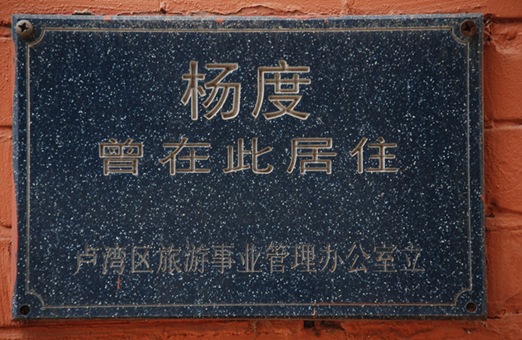 杨度
曾在此居住
卢湾区旅游事业管理办公室立